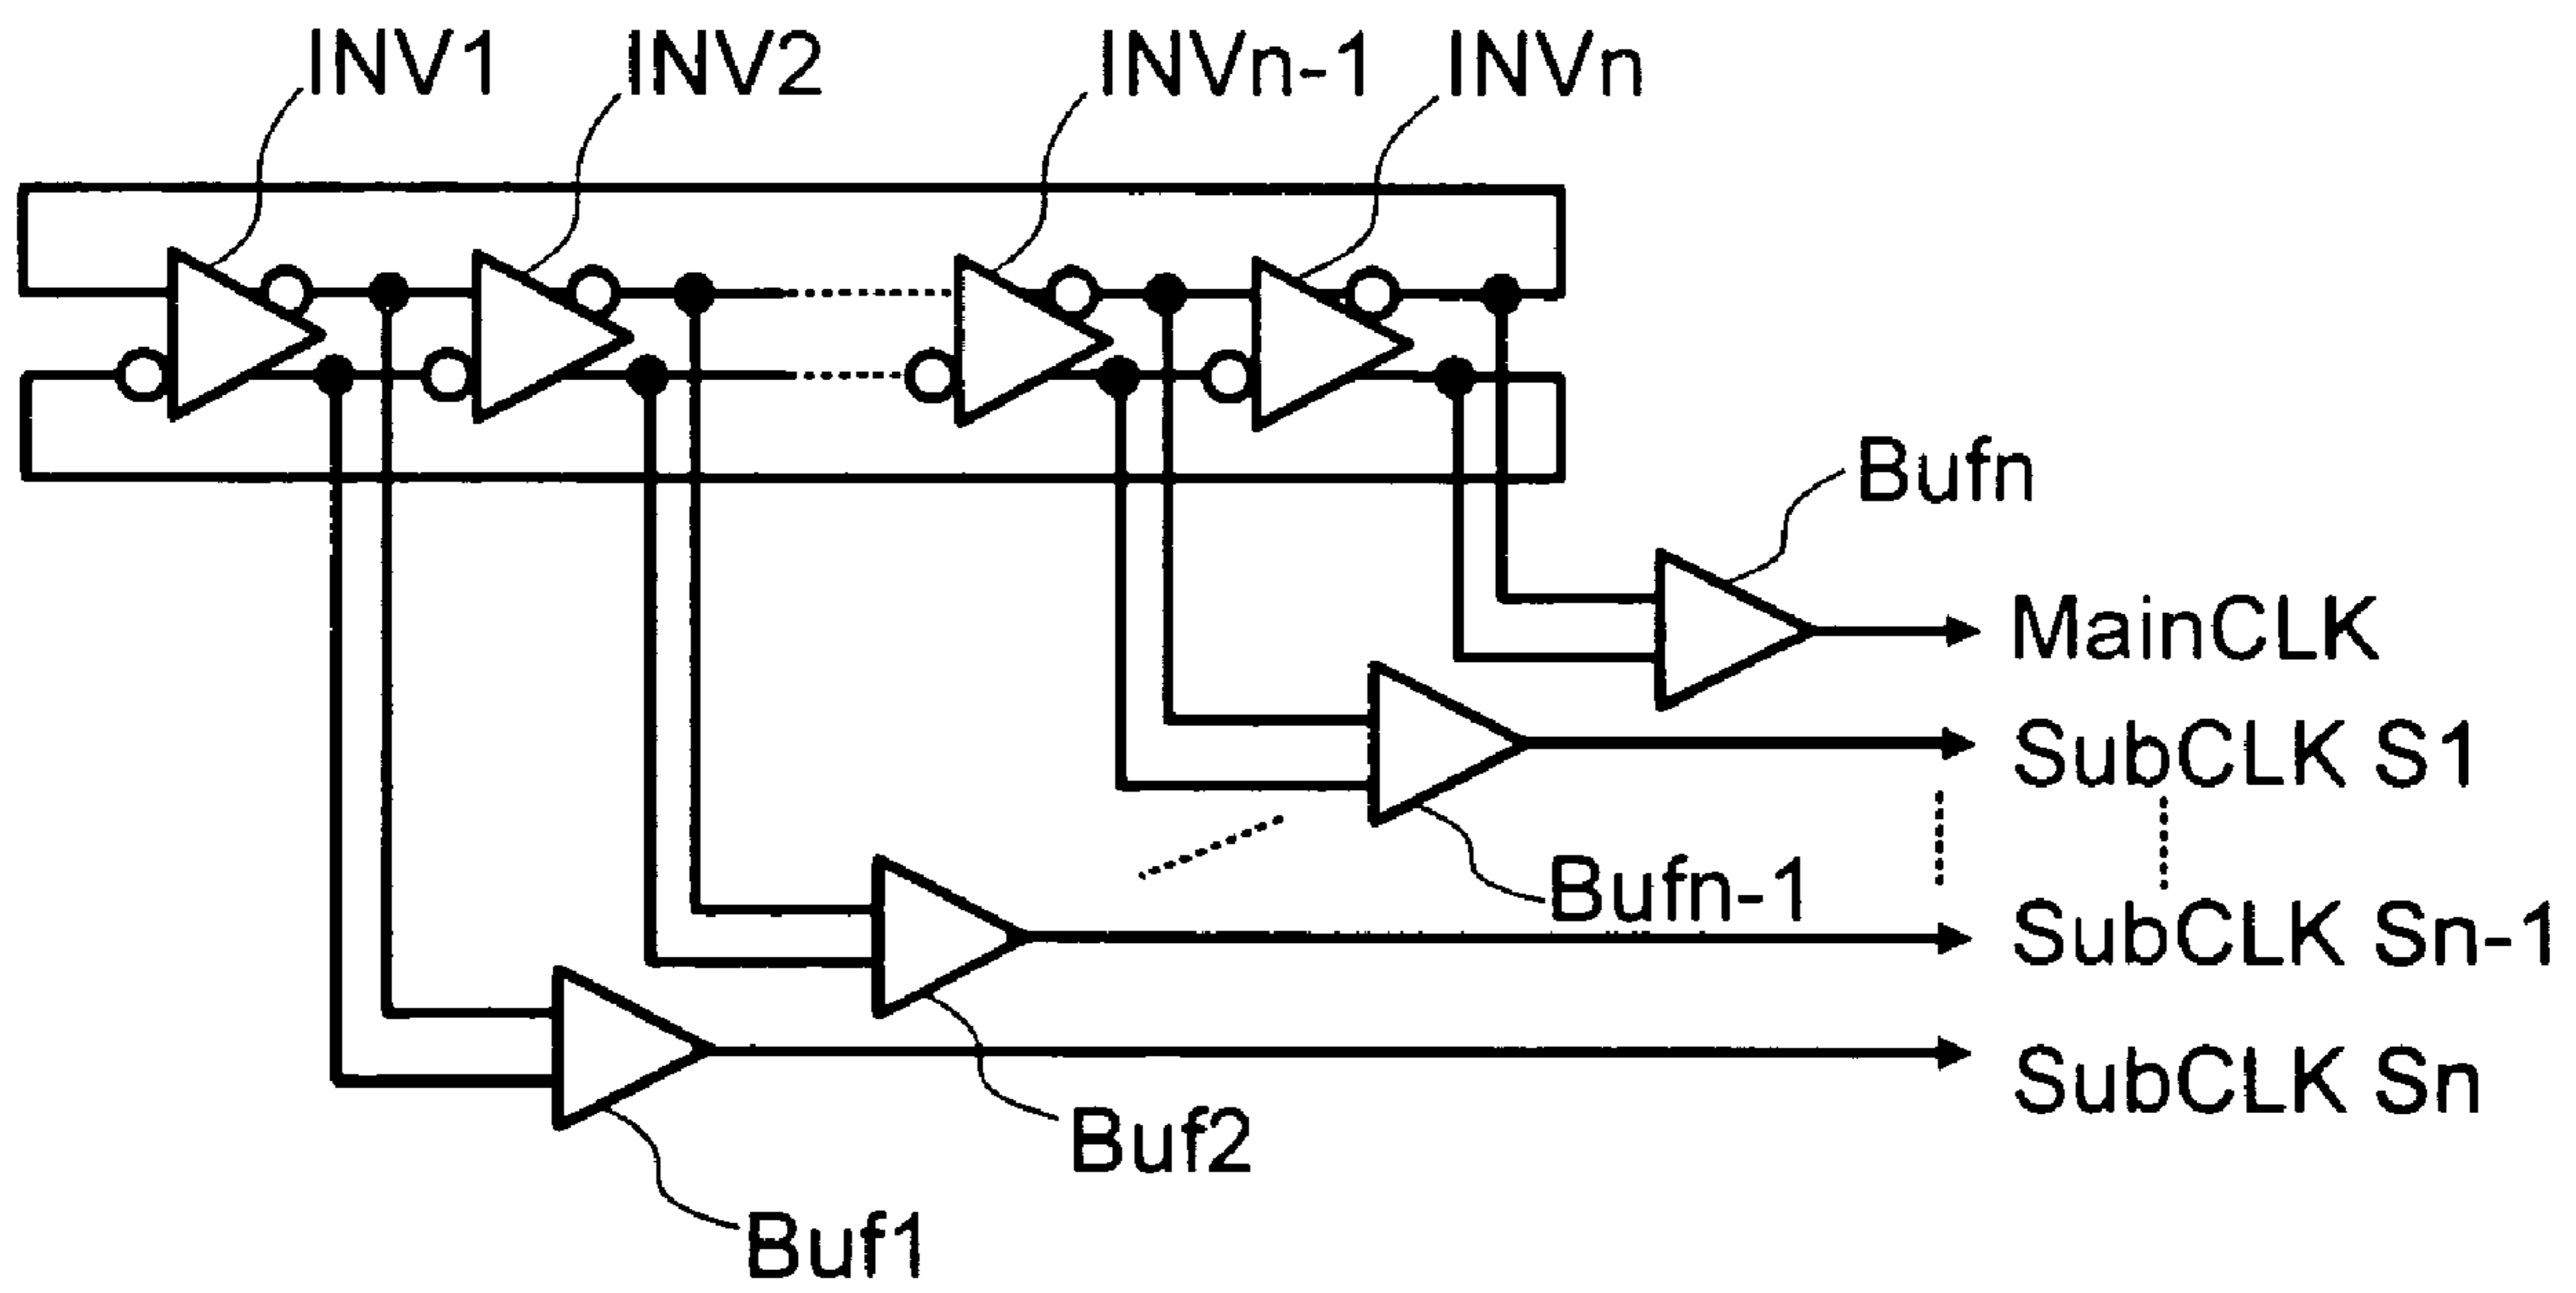 INV1 INV2 INVn-1 INVn
Bufn
MainCLK
SubCLK S1
Bufn-1
SubCLK Sn-1
SubCLK Sn
Buf2
Buf1